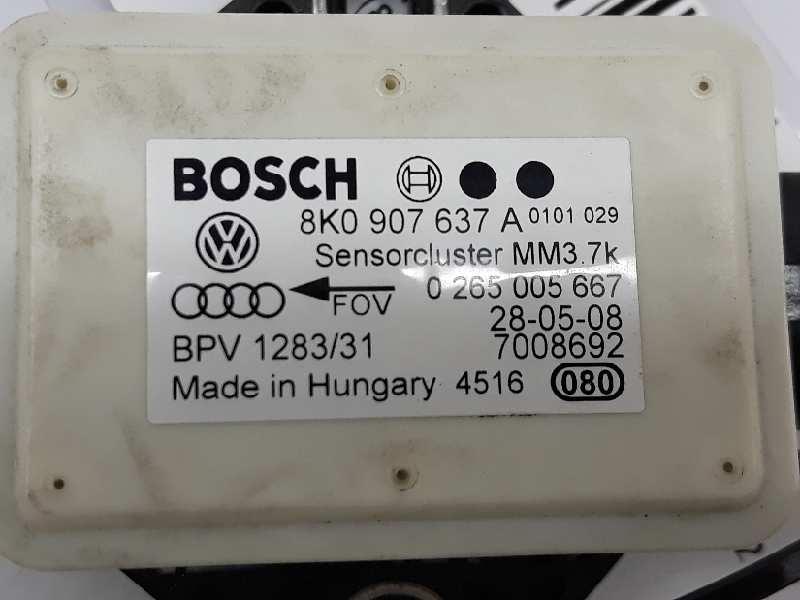 BOSCH
8K0 907 637 A 0101 029
Sensorcluster MM3.7k
FOV 0 265 005 667
28-05-08
BPV 1283/31 7008692
Made in Hungary 4516 080